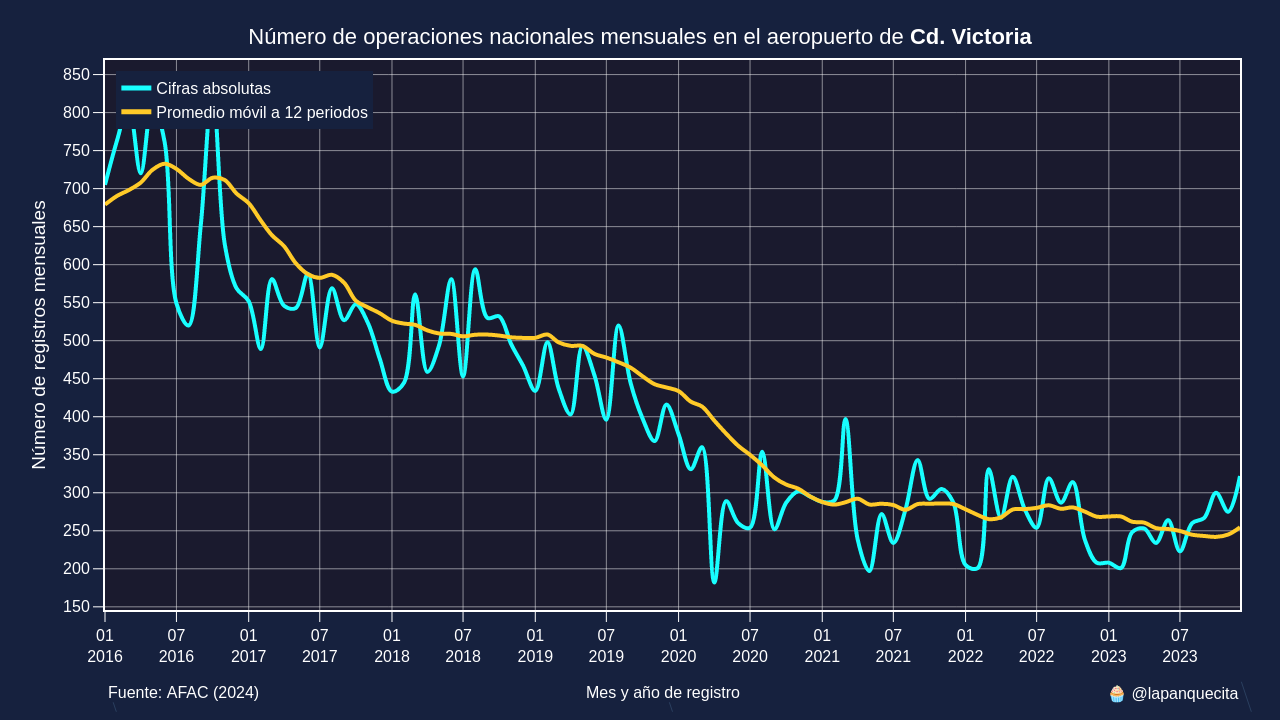 Número de operaciones nacionales mensuales en el aeropuerto de Cd. Victoria
Cifras absolutas
Promedio móvil a 12 periodos
Número de registros mensuales
850
800
750
700
650
600
550
500
450
400
350
300
250
200
150
01 07 01 07 01 07 01 07 01 07 01 07 01 07 01 07
2016 2016 2017 2017 2018 2018 2019 2019 2020 2020 2021 2021 2022 2022 2023 2023
Fuente: AFAC (2024) Mes y año de registro 🧁 @lapanquecita